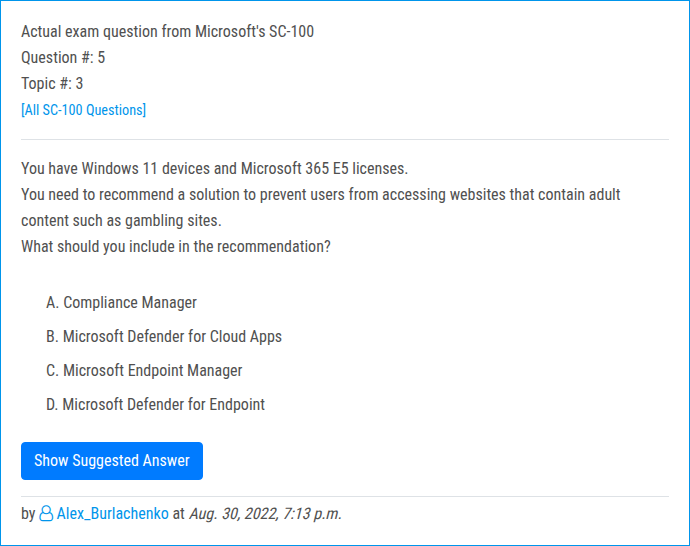 Actual exam question from Microsoft's SC-100
Question #: 5
Topic #: 3
[All SC-100 Questions]
You have Windows 11 devices and Microsoft 365 E5 licenses.
You need to recommend a solution to prevent users from accessing websites that contain adult
content such as gambling sites.
What should you include in the recommendation?
A. Compliance Manager
B. Microsoft Defender for Cloud Apps
C. Microsoft Endpoint Manager
D. Microsoft Defender for Endpoint
Show Suggested Answer
by Alex_Burlachenko at Aug. 30, 2022, 7:13 p.m.